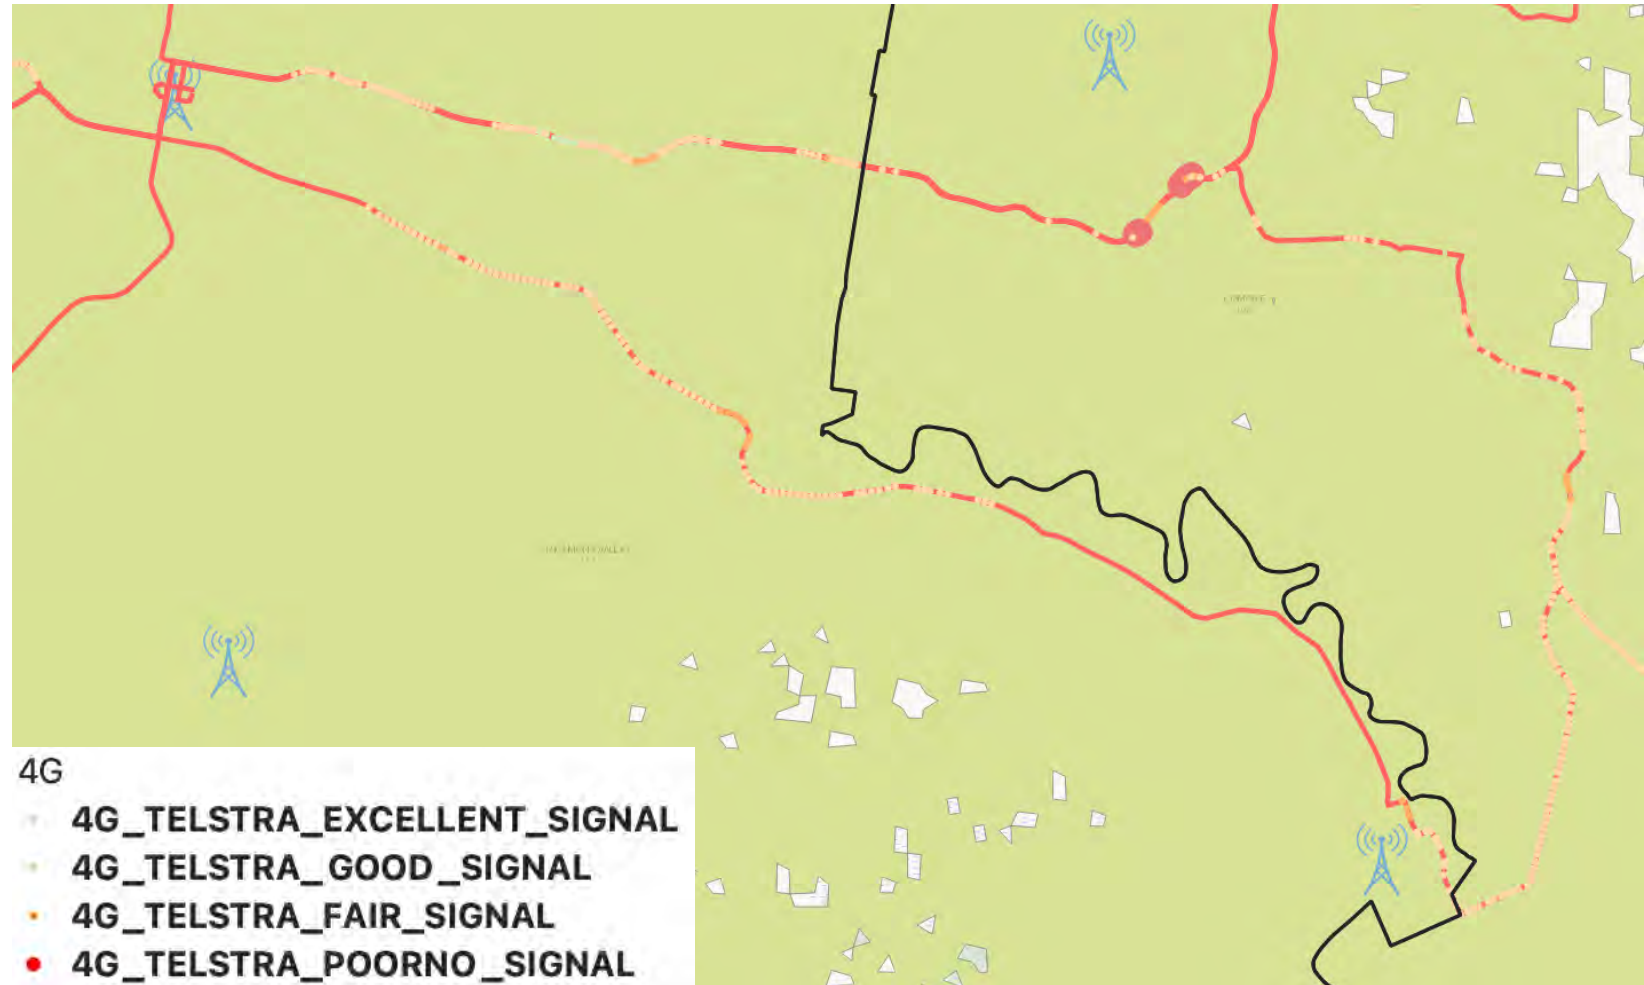 4G
4G_TELSTRA_EXCELLENT_SIGNAL
4G_TELSTRA_GOOD_SIGNAL
4G_TELSTRA_FAIR_SIGNAL
4G_TELSTRA_POORNO_SIGNAL